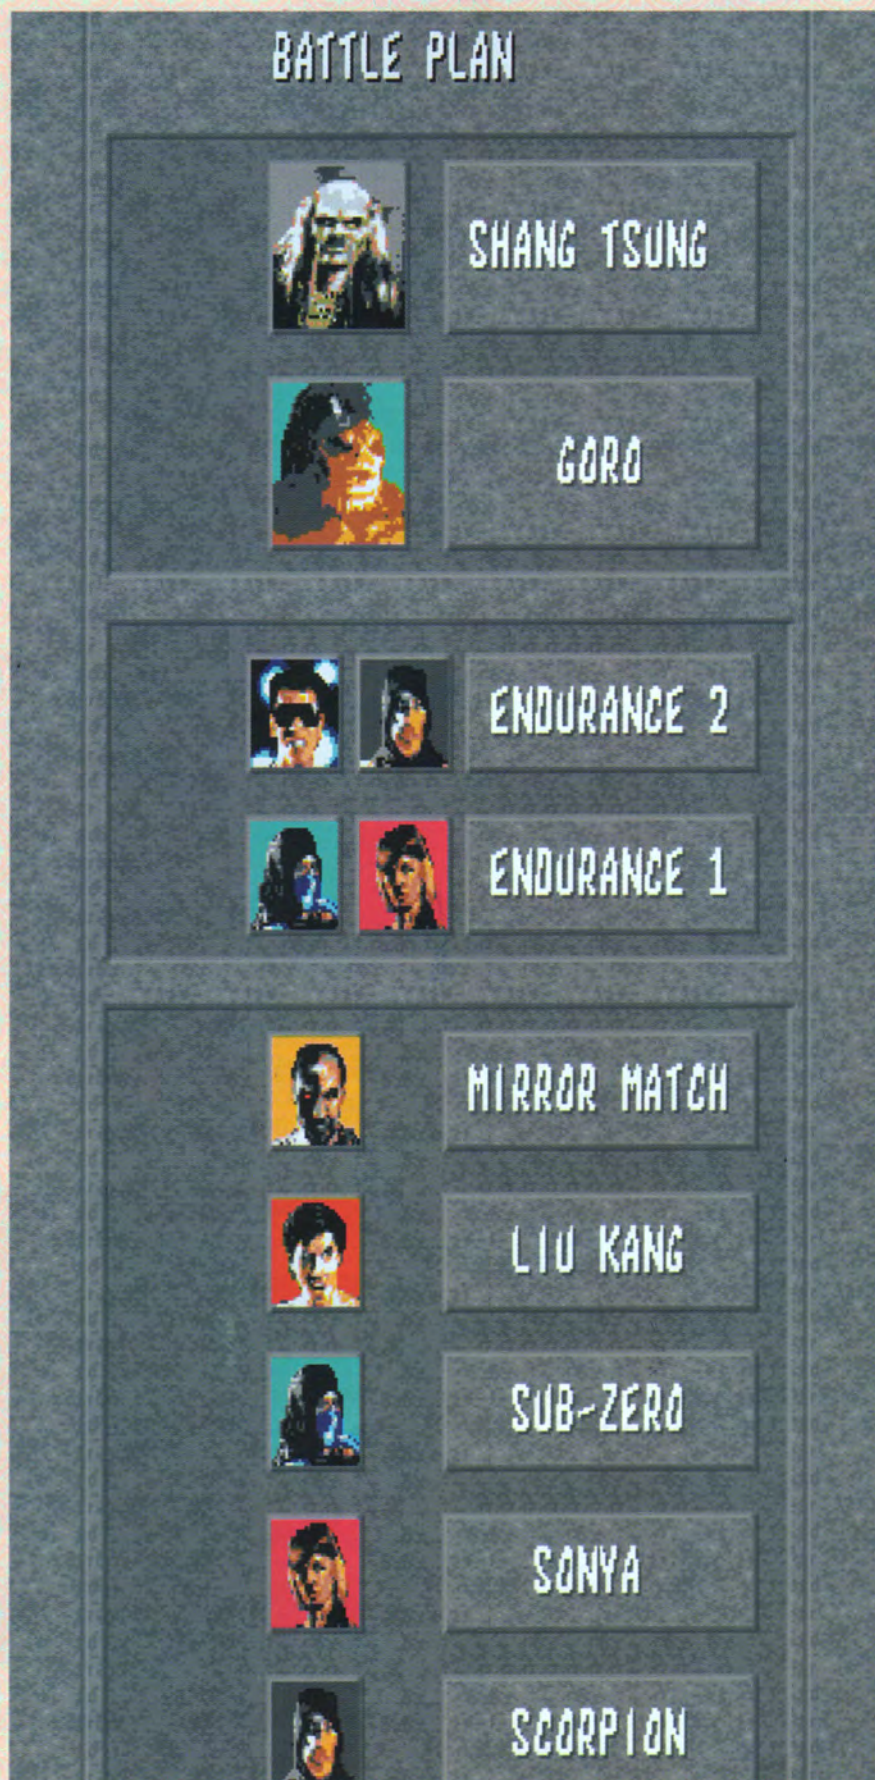 BATTLE PLAN
SHANG TSUNG
GORO
ENDURANCE 2
ENDURANCE 1
MIRROR MATCH
LIU KANG
SUB-ZERO
SONYA
SCORPION